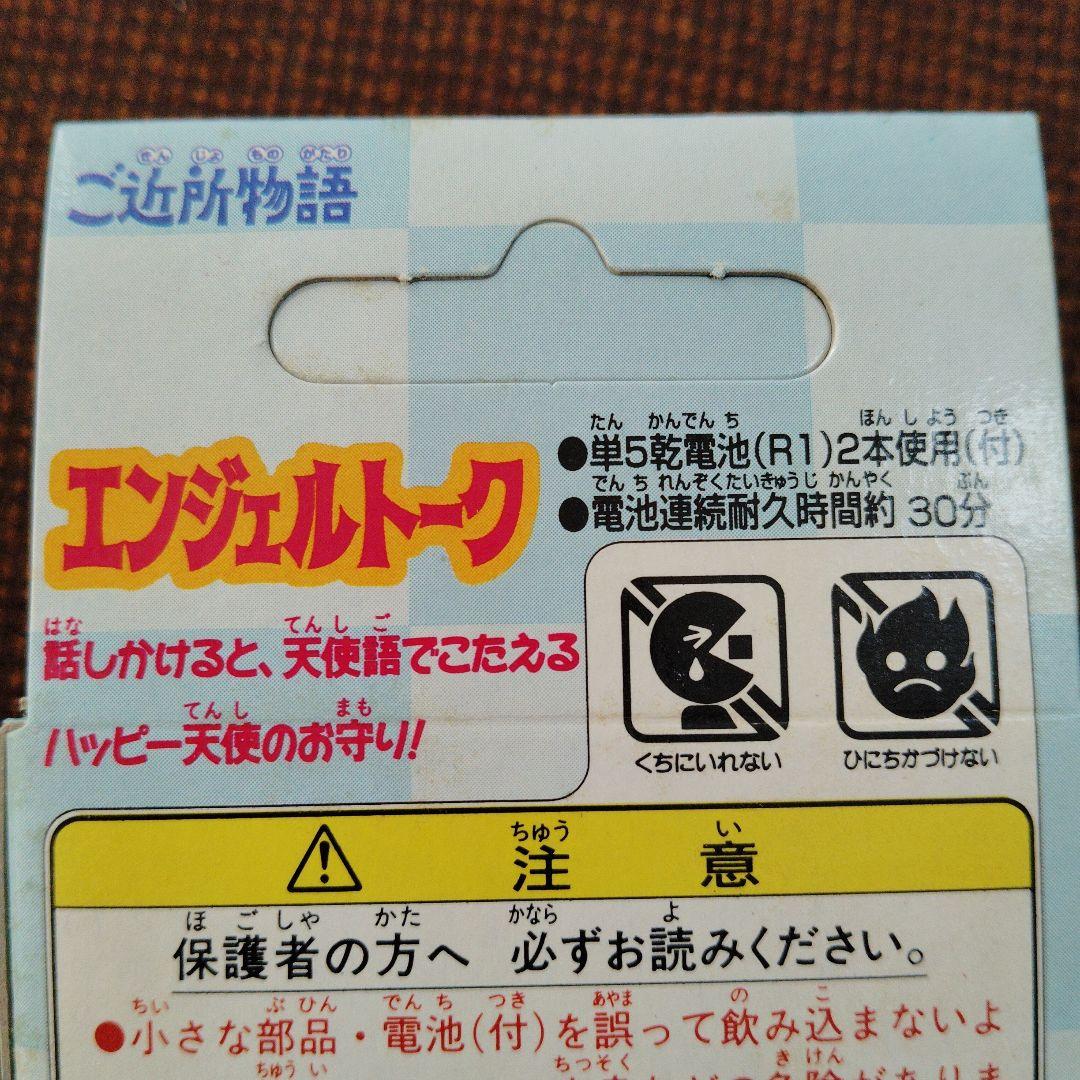 ご近所物語
エンジェルトーク
●単5乾電池(R1)2本使用(付)
●電池連続耐久時間約 30分
話しかけると、天使語でこたえる
ハッピー天使のお守り!
くちにいれない
ひにちかづけない
注意
保護者の方へ 必ずお読みください。
●小さな部品・電池(付)を誤って飲み込まないよ